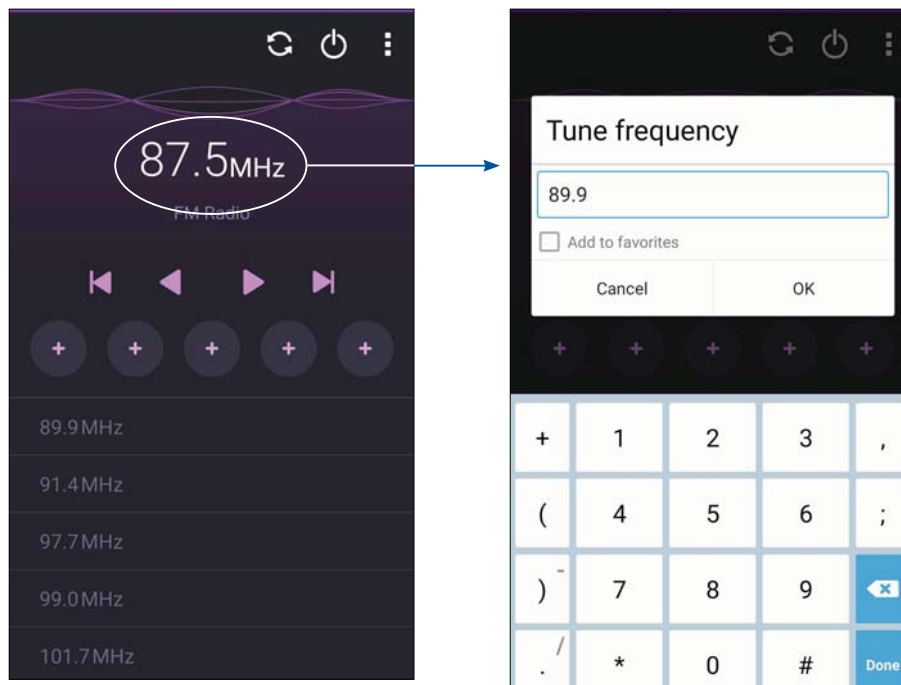 87.5MHz
FM Radio
+ + + + +
89.9MHz
91.4MHz
97.7MHz
99.0MHz
101.7MHz
Tune frequency
89.9
Add to favorites
Cancel OK
+ + + + +
+ 1 2 3 ,
( 4 5 6 ;
) - 7 8 9
. / * 0 # Done